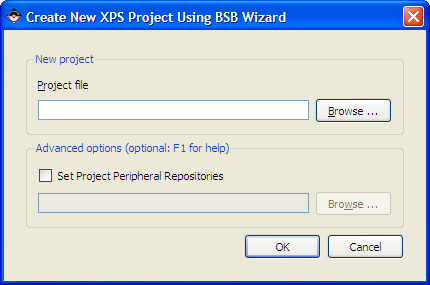 Create New XPS Project Using BSB Wizard
New project
Project file
Browse ...
Advanced options (optional: F1 for help)
Set Project Peripheral Repositories
Browse ...
OK Cancel